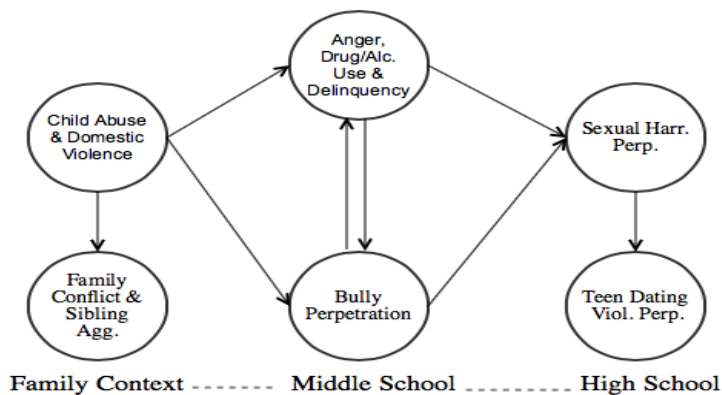 Anger,
Drug/Alc.
Use &
Delinquency
Child Abuse
& Domestic
Violence
Sexual Harr.
Perp.
Family
Conflict &
Sibling
Agg.
Bully
Perpetration
Teen Dating
Viol. Perp.
Family Context ------ Middle School ------ High School